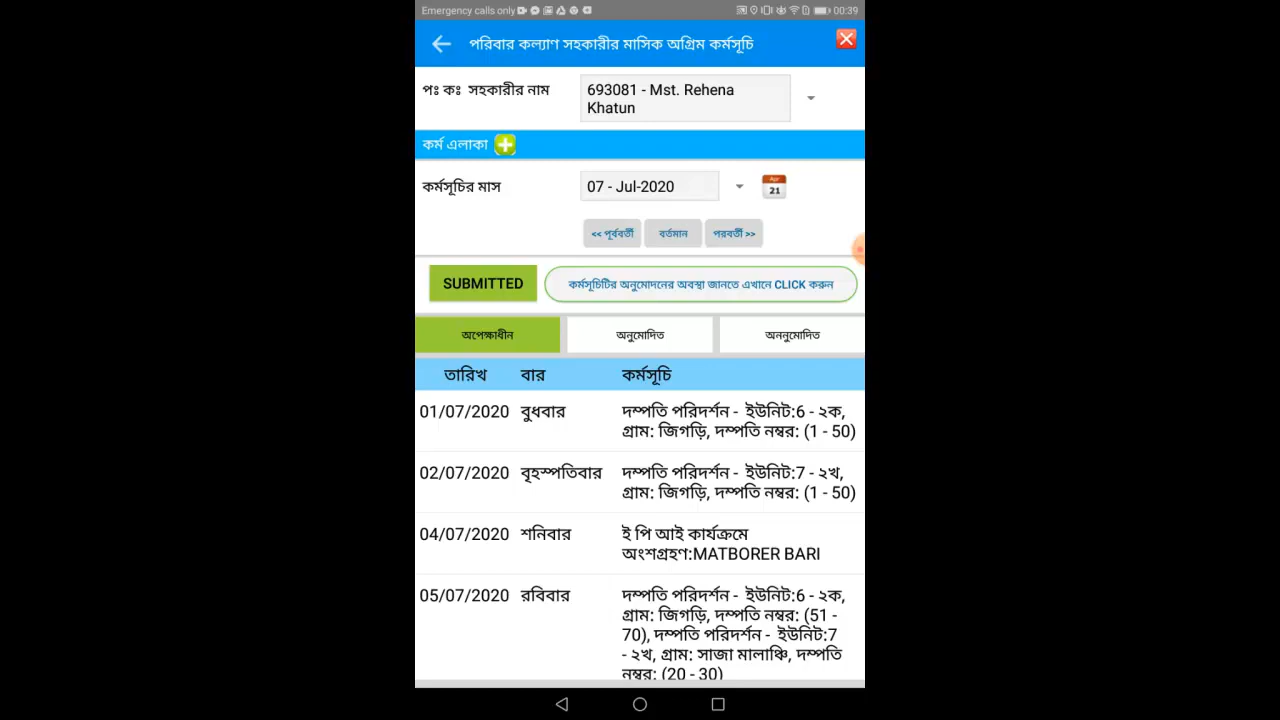 Emergency calls only
00:39
পরিবার কল্যাণ সহকারীর মাসিক অগ্রিম কর্মসূচি
পঃ কঃ সহকারীর নাম
693081 - Mst. Rehena
Khatun
কর্ম এলাকা
কর্মসূচির মাস
07 - Jul-2020
Apr
21
<< পূর্ববর্তী
বর্তমান
পরবর্তী >>
SUBMITTED
কর্মসূচিটির অনুমোদনের অবস্থা জানতে এখানে CLICK করুন
অপেক্ষাধীন
অনুমোদিত
অননুমোদিত
তারিখ বার কর্মসূচি
01/07/2020 বুধবার দম্পতি পরিদর্শন - ইউনিট:6 - ২ক,
গ্রাম: জিগড়ি, দম্পতি নম্বর: (1 - 50)
02/07/2020 বৃহস্পতিবার দম্পতি পরিদর্শন - ইউনিট:7 - ২খ,
গ্রাম: জিগড়ি, দম্পতি নম্বর: (1 - 50)
04/07/2020 শনিবার ই পি আই কার্যক্রমে
অংশগ্রহণ:MATBORER BARI
05/07/2020 রবিবার দম্পতি পরিদর্শন - ইউনিট:6 - ২ক,
গ্রাম: জিগড়ি, দম্পতি নম্বর: (51 -
70), দম্পতি পরিদর্শন - ইউনিট:7
- ২খ, গ্রাম: সাজা মালাঞ্চি, দম্পতি
নম্বর: (20 - 30)